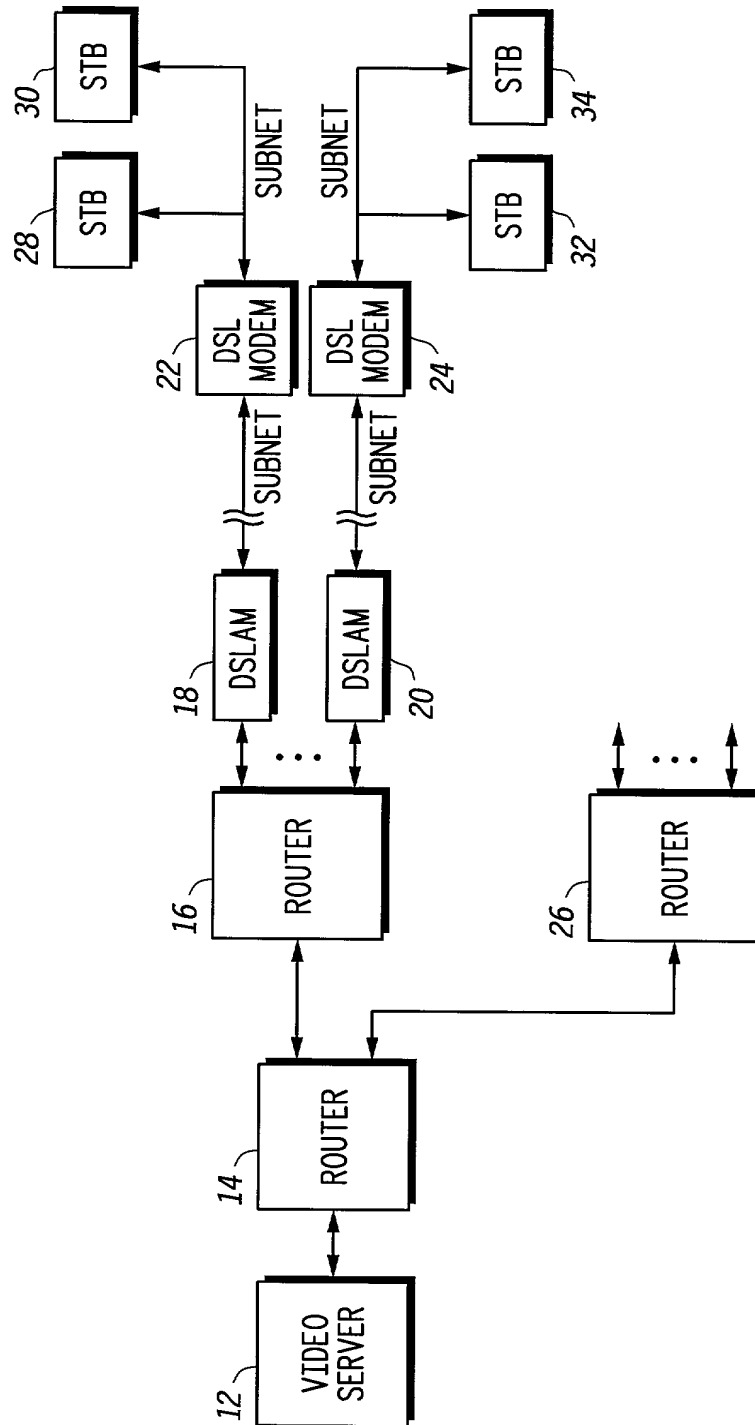 30
STB
28
STB
SUBNET
22
DSL
MODEM
SUBNET
18
DSLAM
16
ROUTER
14
ROUTER
12
VIDEO
SERVER
34
STB
32
STB
SUBNET
24
DSL
MODEM
SUBNET
20
DSLAM
26
ROUTER